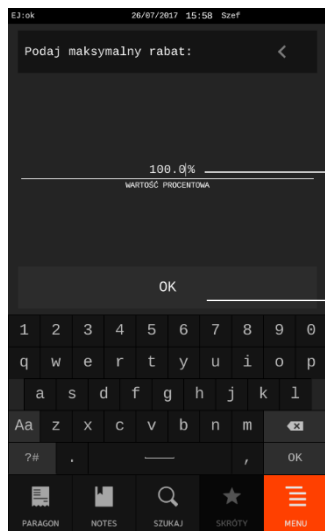 EJ:ok 26/07/2017 15:58 Szef
Podaj maksymalny rabat:
100.0%
WARTOŚĆ PROCENTOWA
OK
1 2 3 4 5 6 7 8 9 0
q w e r t y u i o p
a s d f g h j k l
Aa z x c v b n m
?# . , OK
PARAGON NOTES SZUKAJ SKRÓTY MENU